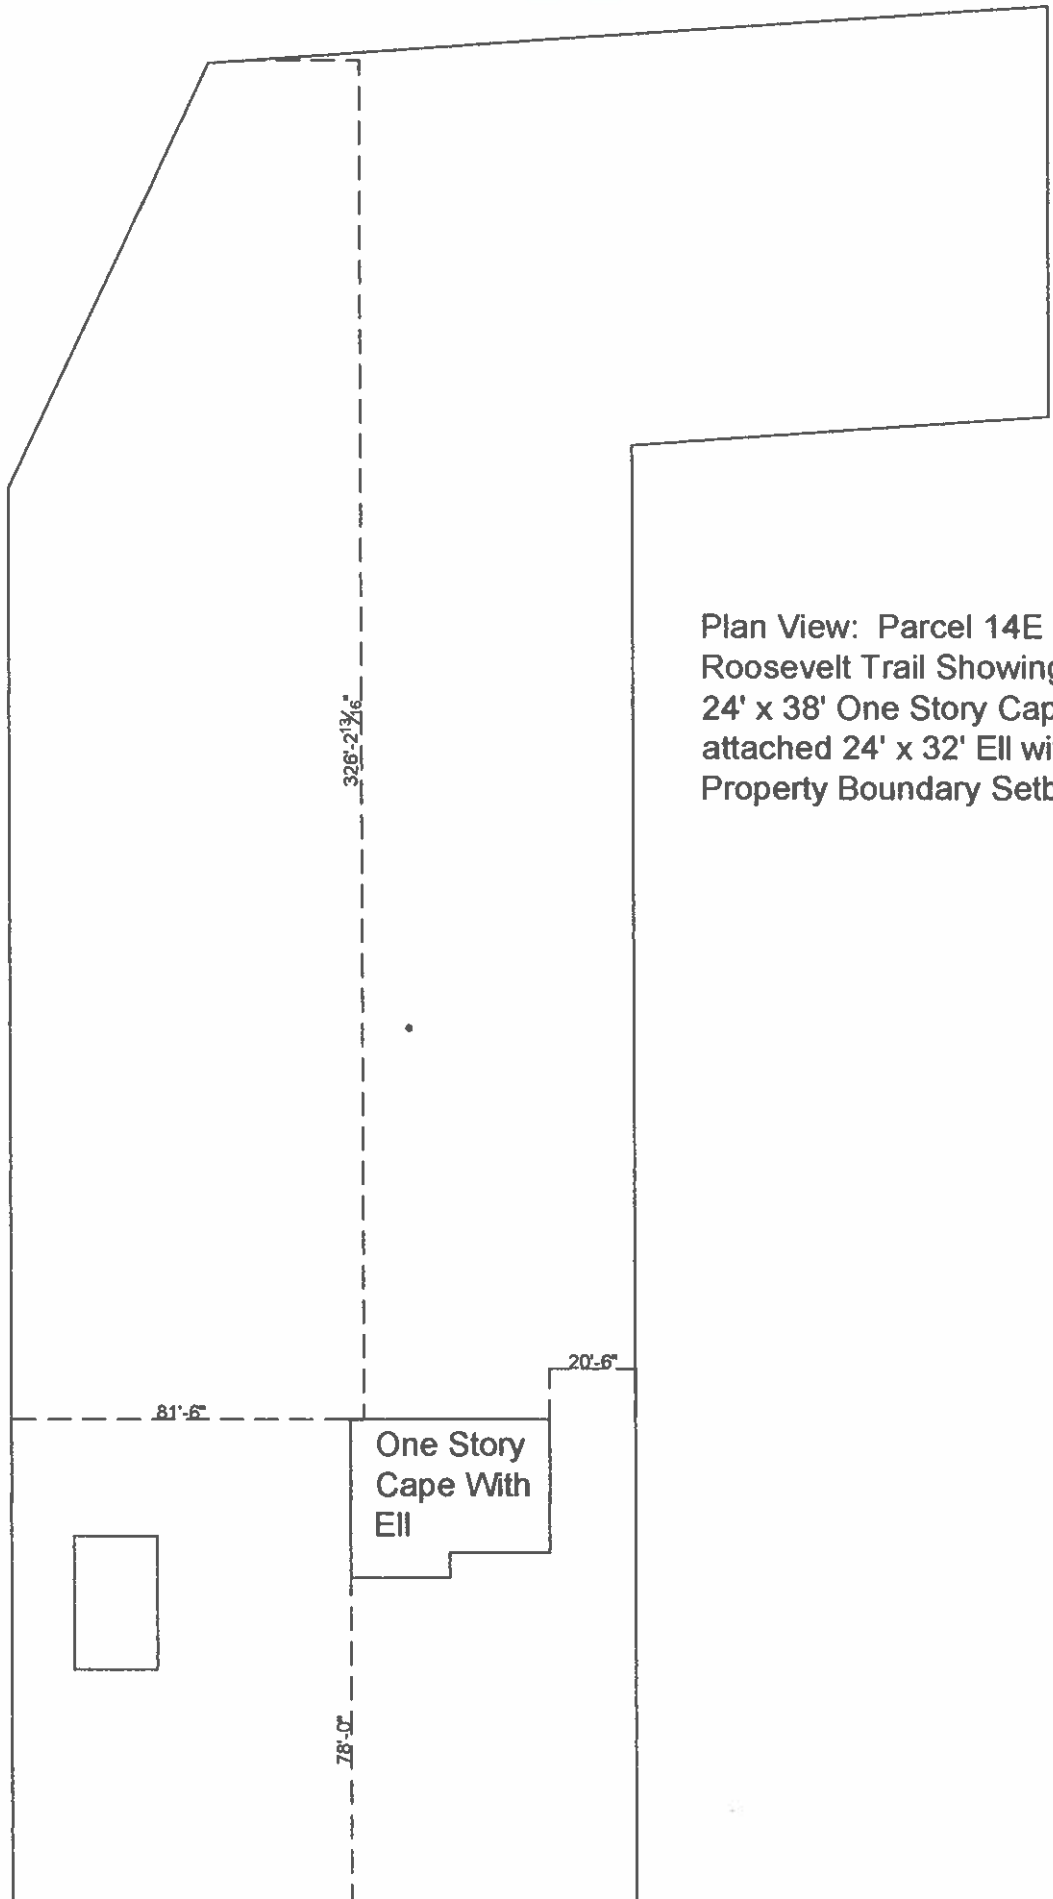 Plan View: Parcel 14E
Roosevelt Trail Showing
24' x 38' One Story Cap
attached 24' x 32' Ell wi
Property Boundary Setb
326'-2 13/16"
20'-6"
81'-6"
One Story
Cape With
Ell
78'-0"